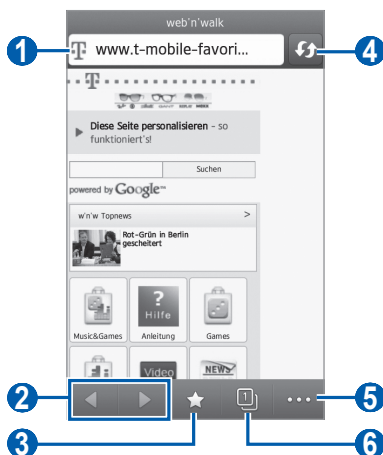 web'n'walk
1
T www.t-mobile-favori...
4
T
Diese Seite personalisieren - so
funktioniert's!
Suchen
powered by Google™
w'n'w Topnews >
Rot-Grün in Berlin
gescheitert
?
Hilfe
Music&Games Anleitung Games
Video NEWS
2
1
5
3
6